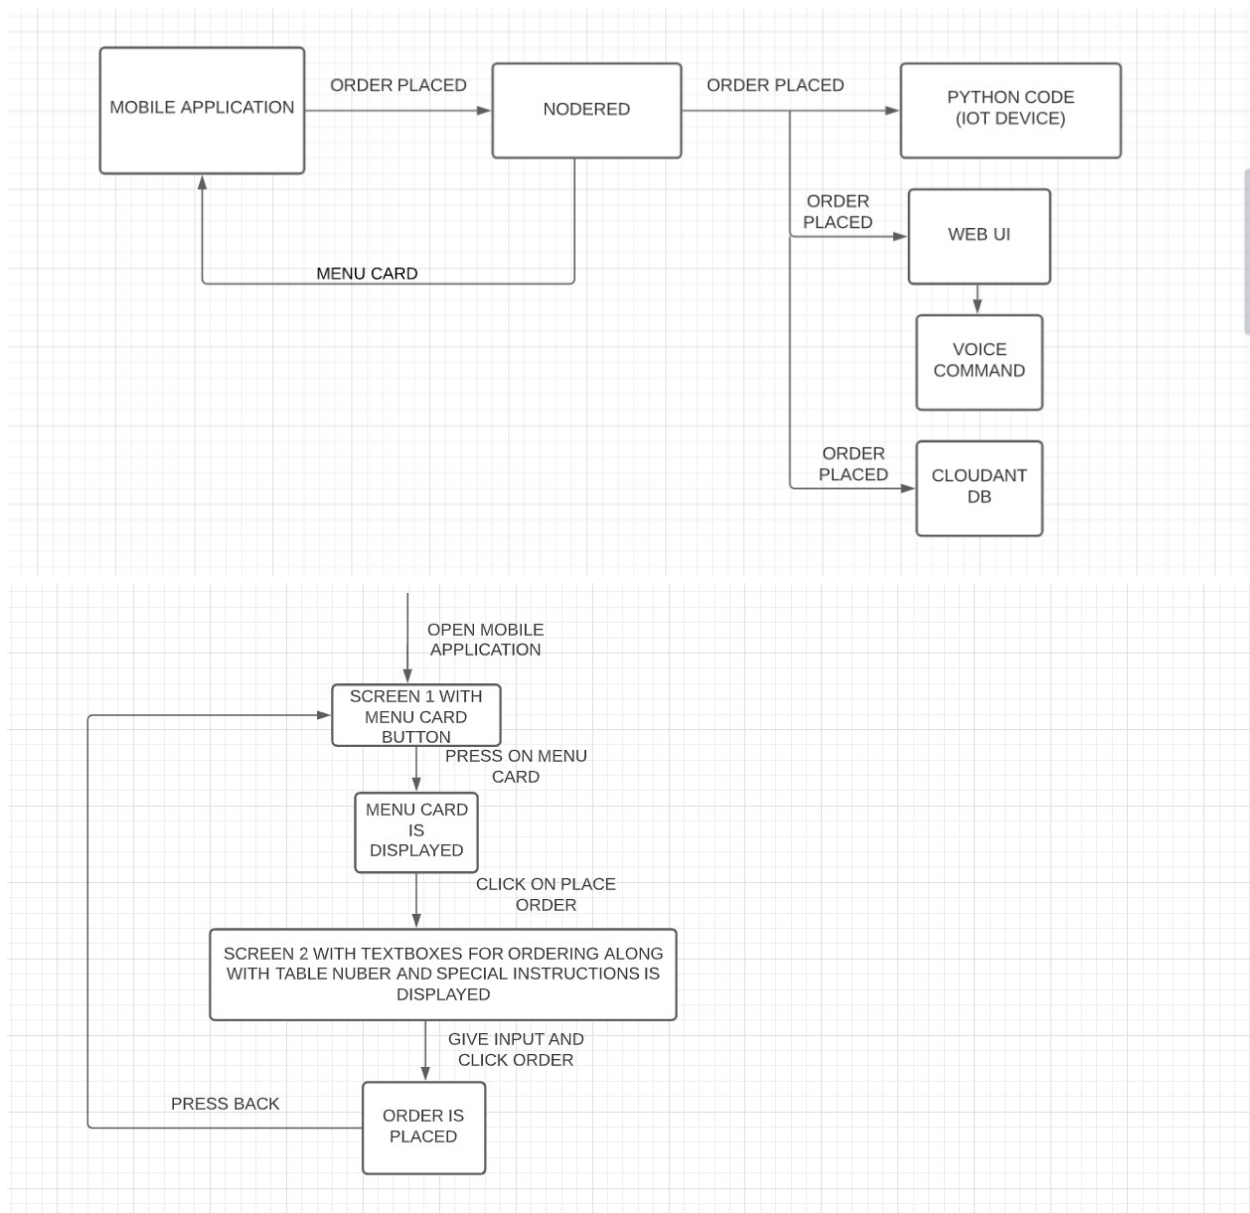 MOBILE APPLICATION
ORDER PLACED
NODERED
ORDER PLACED
PYTHON CODE
(IOT DEVICE)
ORDER
PLACED
WEB UI
MENU CARD
VOICE
COMMAND
ORDER
PLACED
CLOUDANT
DB
OPEN MOBILE
APPLICATION
SCREEN 1 WITH
MENU CARD
BUTTON
PRESS ON MENU
CARD
MENU CARD
IS
DISPLAYED
CLICK ON PLACE
ORDER
SCREEN 2 WITH TEXTBOXES FOR ORDERING ALONG
WITH TABLE NUBER AND SPECIAL INSTRUCTIONS IS
DISPLAYED
GIVE INPUT AND
CLICK ORDER
PRESS BACK
ORDER IS
PLACED